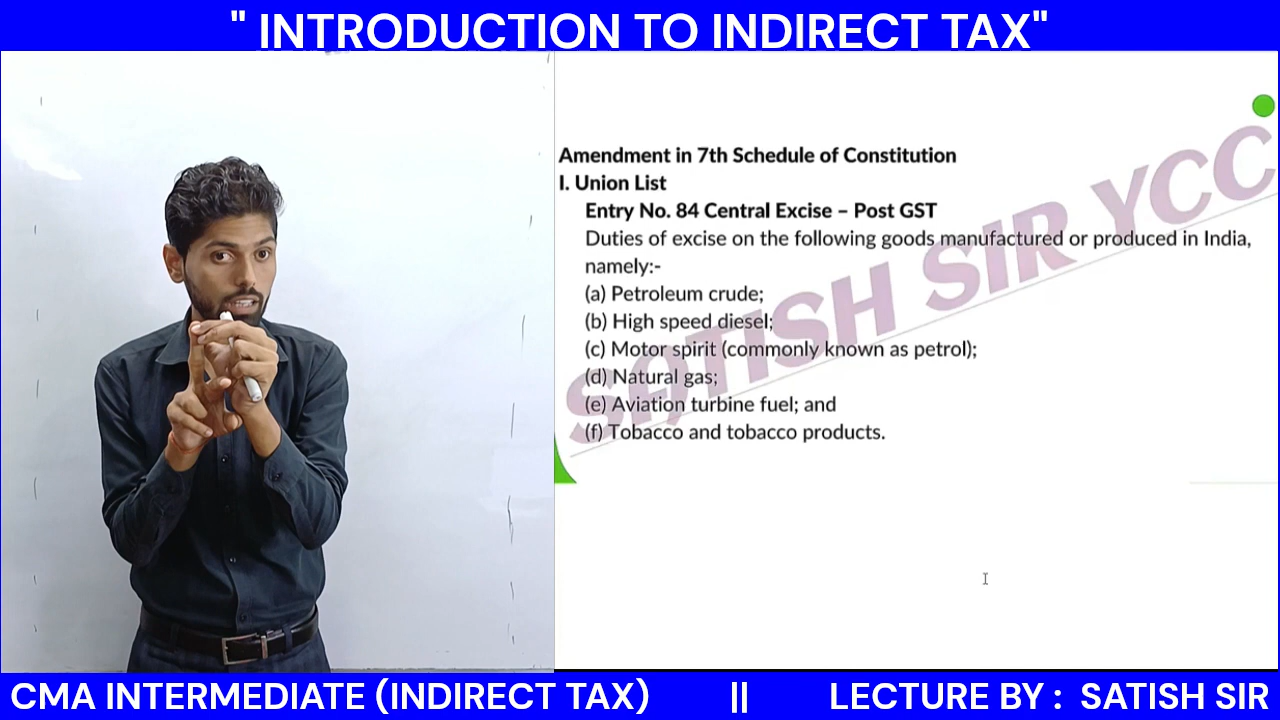 " INTRODUCTION TO INDIRECT TAX"
Amendment in 7th Schedule of Constitution
I. Union List
Entry No. 84 Central Excise – Post GST
Duties of excise on the following goods manufactured or produced in India,
namely:-
(a) Petroleum crude;
(b) High speed diesel;
(c) Motor spirit (commonly known as petrol);
(d) Natural gas;
(e) Aviation turbine fuel; and
(f) Tobacco and tobacco products.
SATISH SIR YCC
CMA INTERMEDIATE (INDIRECT TAX) || LECTURE BY : SATISH SIR